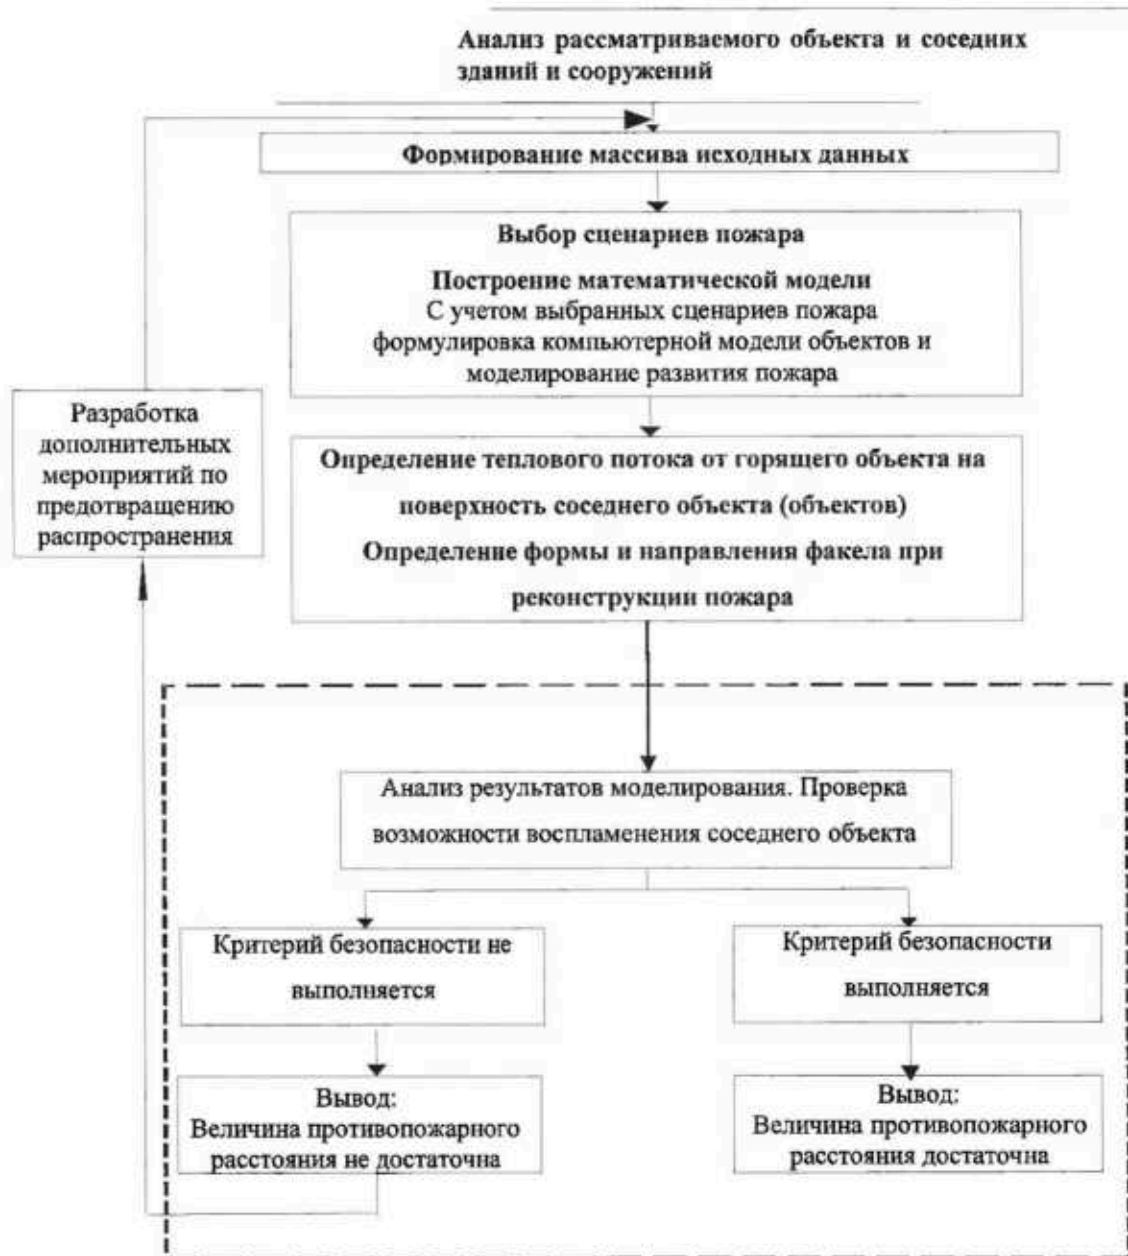 Анализ рассматриваемого объекта и соседних
зданий и сооружений
Формирование массива исходных данных
Выбор сценариев пожара
Построение математической модели
С учетом выбранных сценариев пожара
формулировка компьютерной модели объектов и
моделирование развития пожара
Разработка
дополнительных
мероприятий по
предотвращению
распространения
Определение теплового потока от горящего объекта на
поверхность соседнего объекта (объектов)
Определение формы и направления факела при
реконструкции пожара
Анализ результатов моделирования. Проверка
возможности воспламенения соседнего объекта
Критерий безопасности не
выполняется
Критерий безопасности
выполняется
Вывод:
Величина противопожарного
расстояния не достаточна
Вывод:
Величина противопожарного
расстояния достаточна